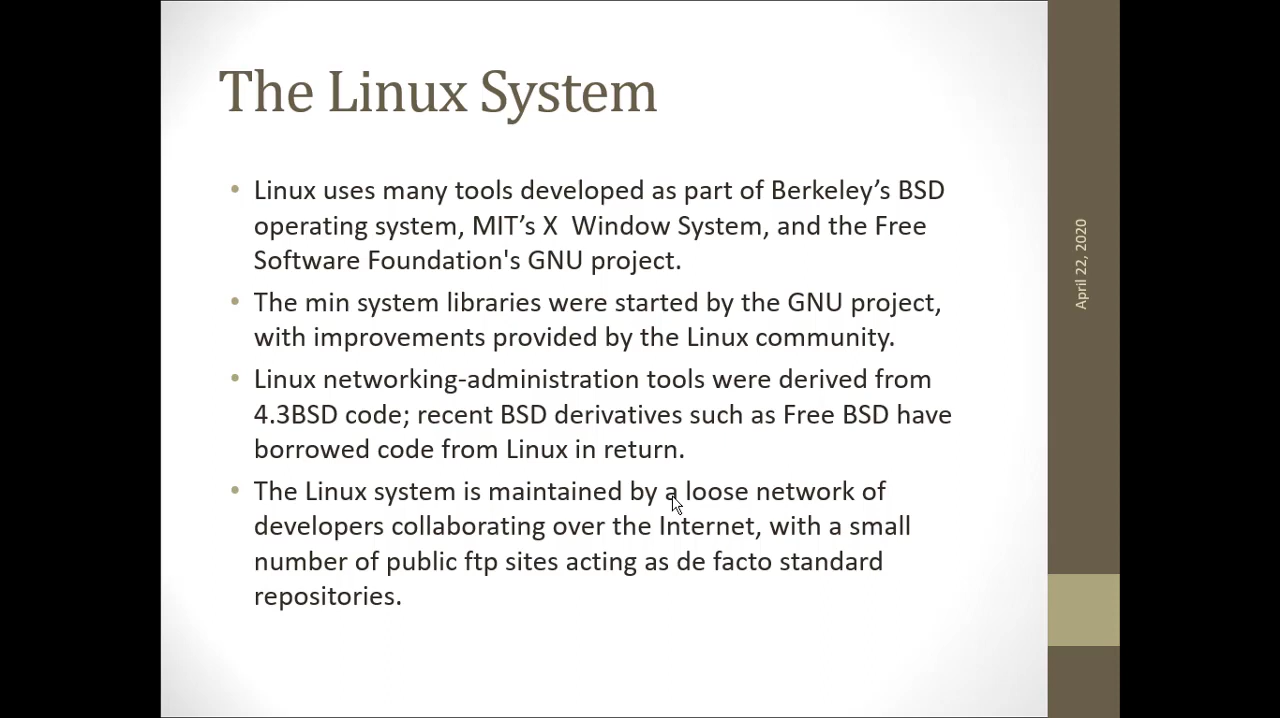 The Linux System
• Linux uses many tools developed as part of Berkeley’s BSD
operating system, MIT’s X  Window System, and the Free
Software Foundation's GNU project.
• The min system libraries were started by the GNU project,
with improvements provided by the Linux community.
• Linux networking-administration tools were derived from
4.3BSD code; recent BSD derivatives such as Free BSD have
borrowed code from Linux in return.
• The Linux system is maintained by a loose network of
developers collaborating over the Internet, with a small
number of public ftp sites acting as de facto standard
repositories.
April 22, 2020